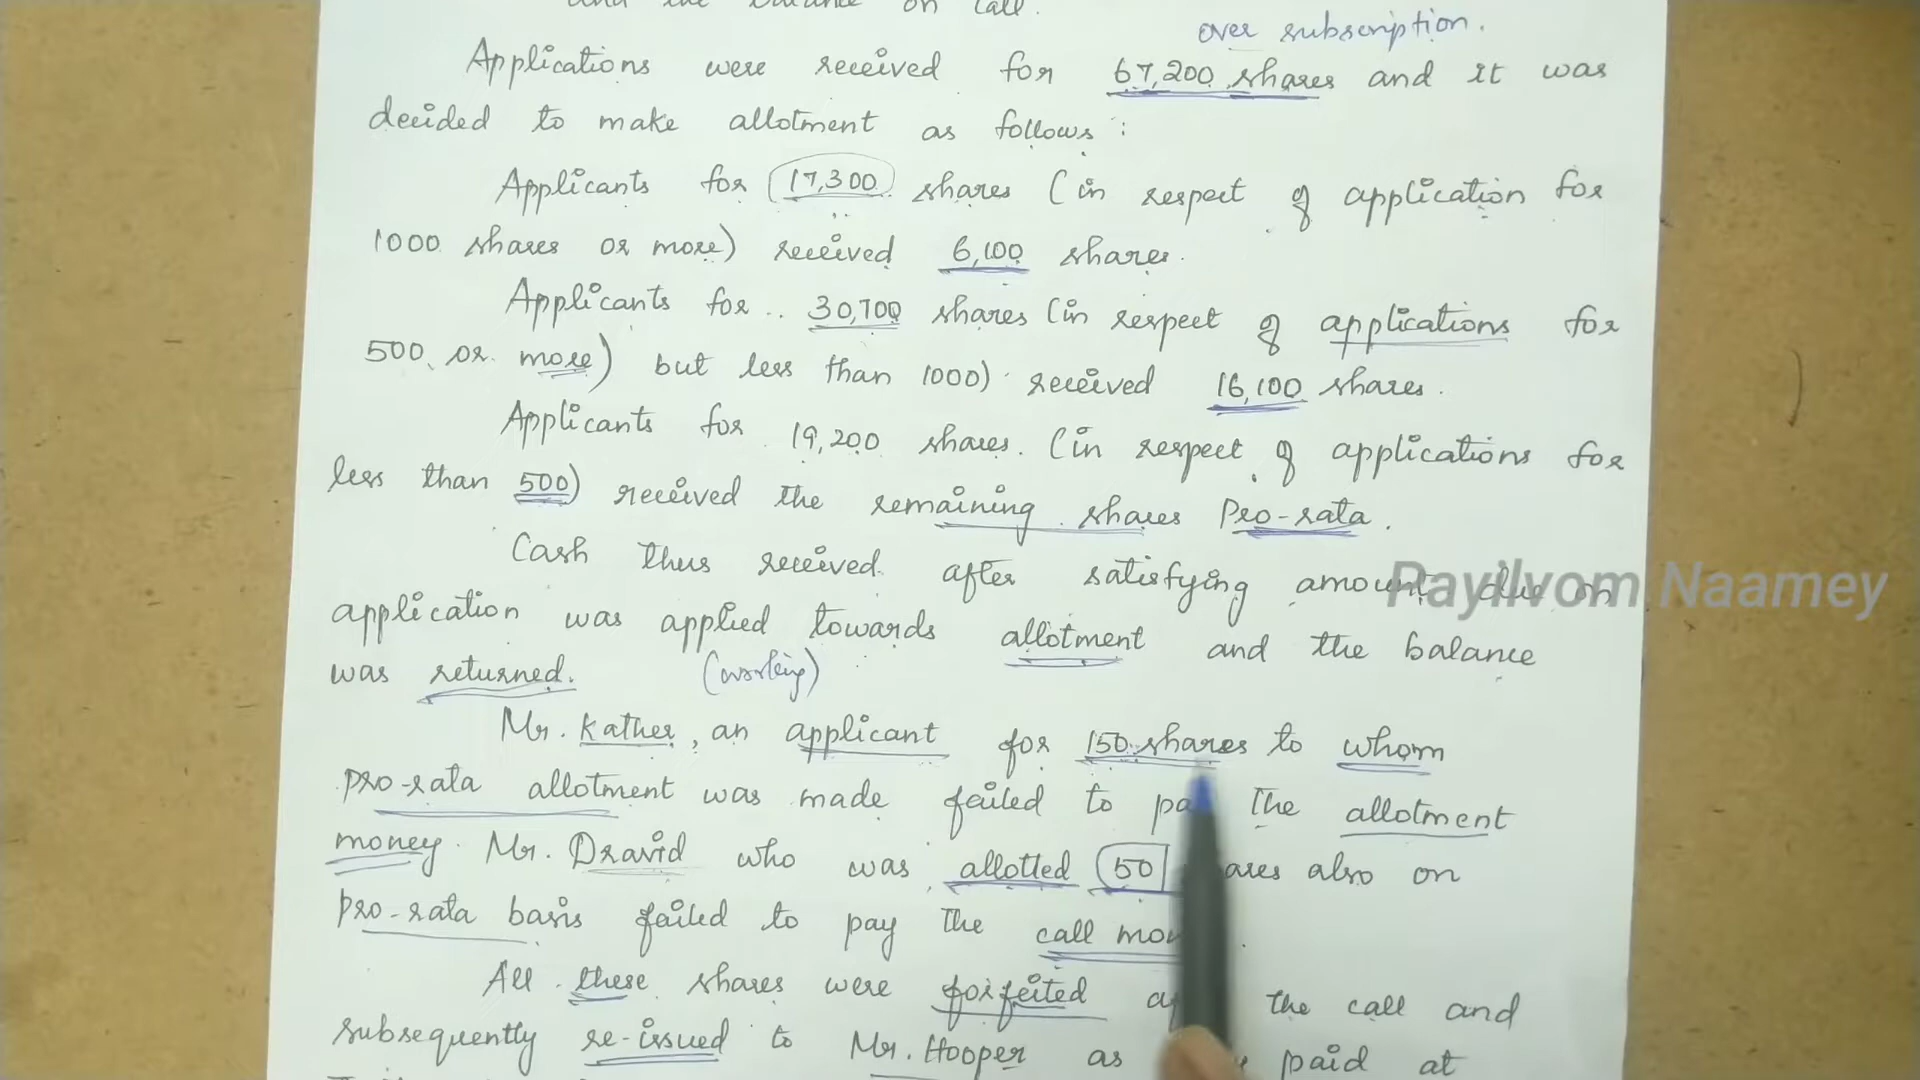 and the balance on call.
over subscription.
Applications were received for 67,200 shares and it was
decided to make allotment as follows:
Applicants for 17,300 shares (in respect of application for
1000 shares or more) received 6,100 shares.
Applicants for 30,700 shares (in respect of applications for
500 or more) but less than 1000) received 16,100 shares.
Applicants for 19,200 shares. (in respect of applications for
less than 500) received the remaining shares Pro-rata.
Cash thus received after satisfying amount due on
Payilvom Naamey
application was applied towards allotment and the balance
was returned. (working)
Mr. Kather, an applicant for 150 shares to whom
pro-rata allotment was made failed to the allotment
money. Mr. Dravid who was allotted 50 also on
pro-rata basis failed to pay the call
All these shares were forfeited the call and
subsequently re-issued to Mr. Hooper as paid at